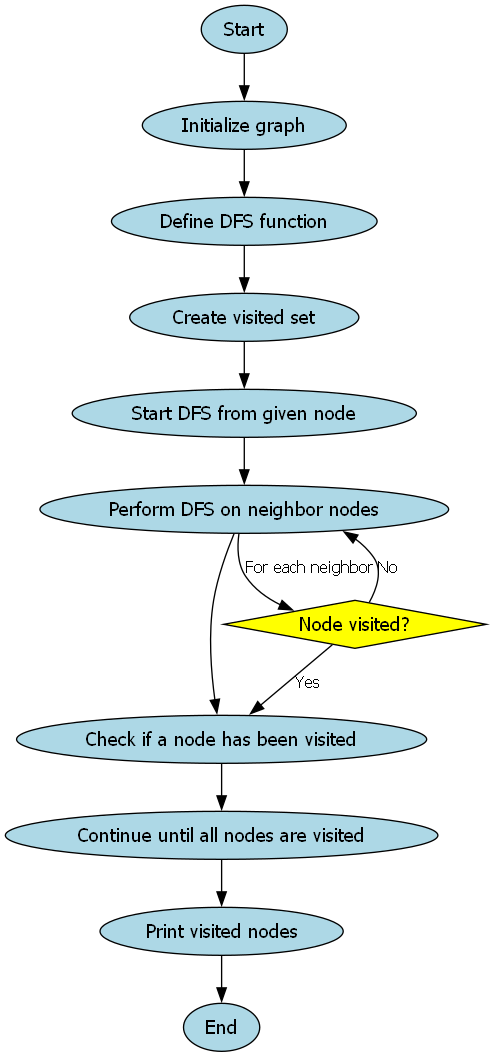 Start
Initialize graph
Define DFS function
Create visited set
Start DFS from given node
Perform DFS on neighbor nodes
For each neighbor
No
Node visited?
Yes
Check if a node has been visited
Continue until all nodes are visited
Print visited nodes
End